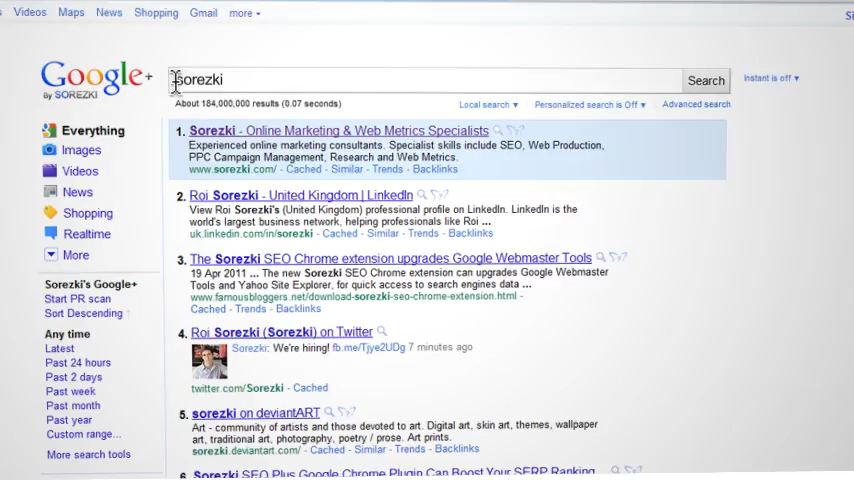 Videos Maps News Shopping Gmail more
Google+
By SOREZKI
sorezki
Search
Instant is off
About 184,000,000 results (0.07 seconds)
Local search
Personalized search is Off
Advanced search
Everything
Images
Videos
News
Shopping
Realtime
More
Sorezki's Google+
Start PR scan
Sort Descending
Any time
Latest
Past 24 hours
Past 2 days
Past week
Past month
Past year
Custom range...
More search tools
1. Sorezki - Online Marketing & Web Metrics Specialists
Experienced online marketing consultants. Specialist skills include SEO, Web Production,
PPC Campaign Management, Research and Web Metrics.
www.sorezki.com/ - Cached - Similar - Trends - Backlinks
2. Roi Sorezki - United Kingdom | LinkedIn
View Roi Sorezki's (United Kingdom) professional profile on LinkedIn. LinkedIn is the
world's largest business network, helping professionals like Roi ...
uk.linkedin.com/in/sorezki - Cached - Similar - Trends - Backlinks
3. The Sorezki SEO Chrome extension upgrades Google Webmaster Tools
19 Apr 2011 ... The new Sorezki SEO Chrome extension can upgrades Google Webmaster
Tools and Yahoo Site Explorer, for quick access to search engines data ...
www.famousbloggers.net/download-sorezki-seo-chrome-extension.html -
Cached - Trends - Backlinks
4. Roi Sorezki (Sorezki) on Twitter
Sorezki: We're hiring! fb.me/Tjye2UDg 7 minutes ago
twitter.com/Sorezki - Cached
5. sorezki on deviantART
Art - community of artists and those devoted to art. Digital art, skin art, themes, wallpaper
art, traditional art, photography, poetry / prose. Art prints.
sorezki.deviantart.com/ - Cached - Similar - Trends - Backlinks
6. Sorezki SEO Plus Google Chrome Plugin Can Boost Your SERP Ranking